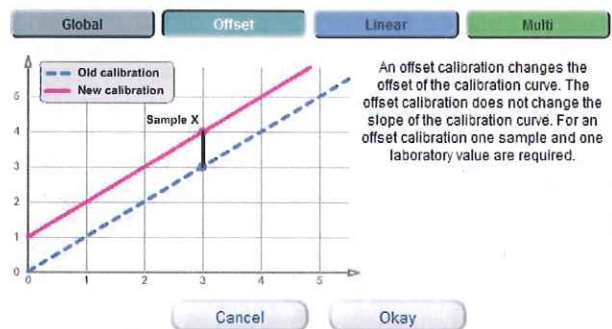 Global
Offset
Linear
Multi
Old calibration
New calibration
Sample X
An offset calibration changes the
offset of the calibration curve. The
offset calibration does not change the
slope of the calibration curve. For an
offset calibration one sample and one
laboratory value are required.
6
4
3
2
1
0
0 1 2 3 4 5
Cancel
Okay